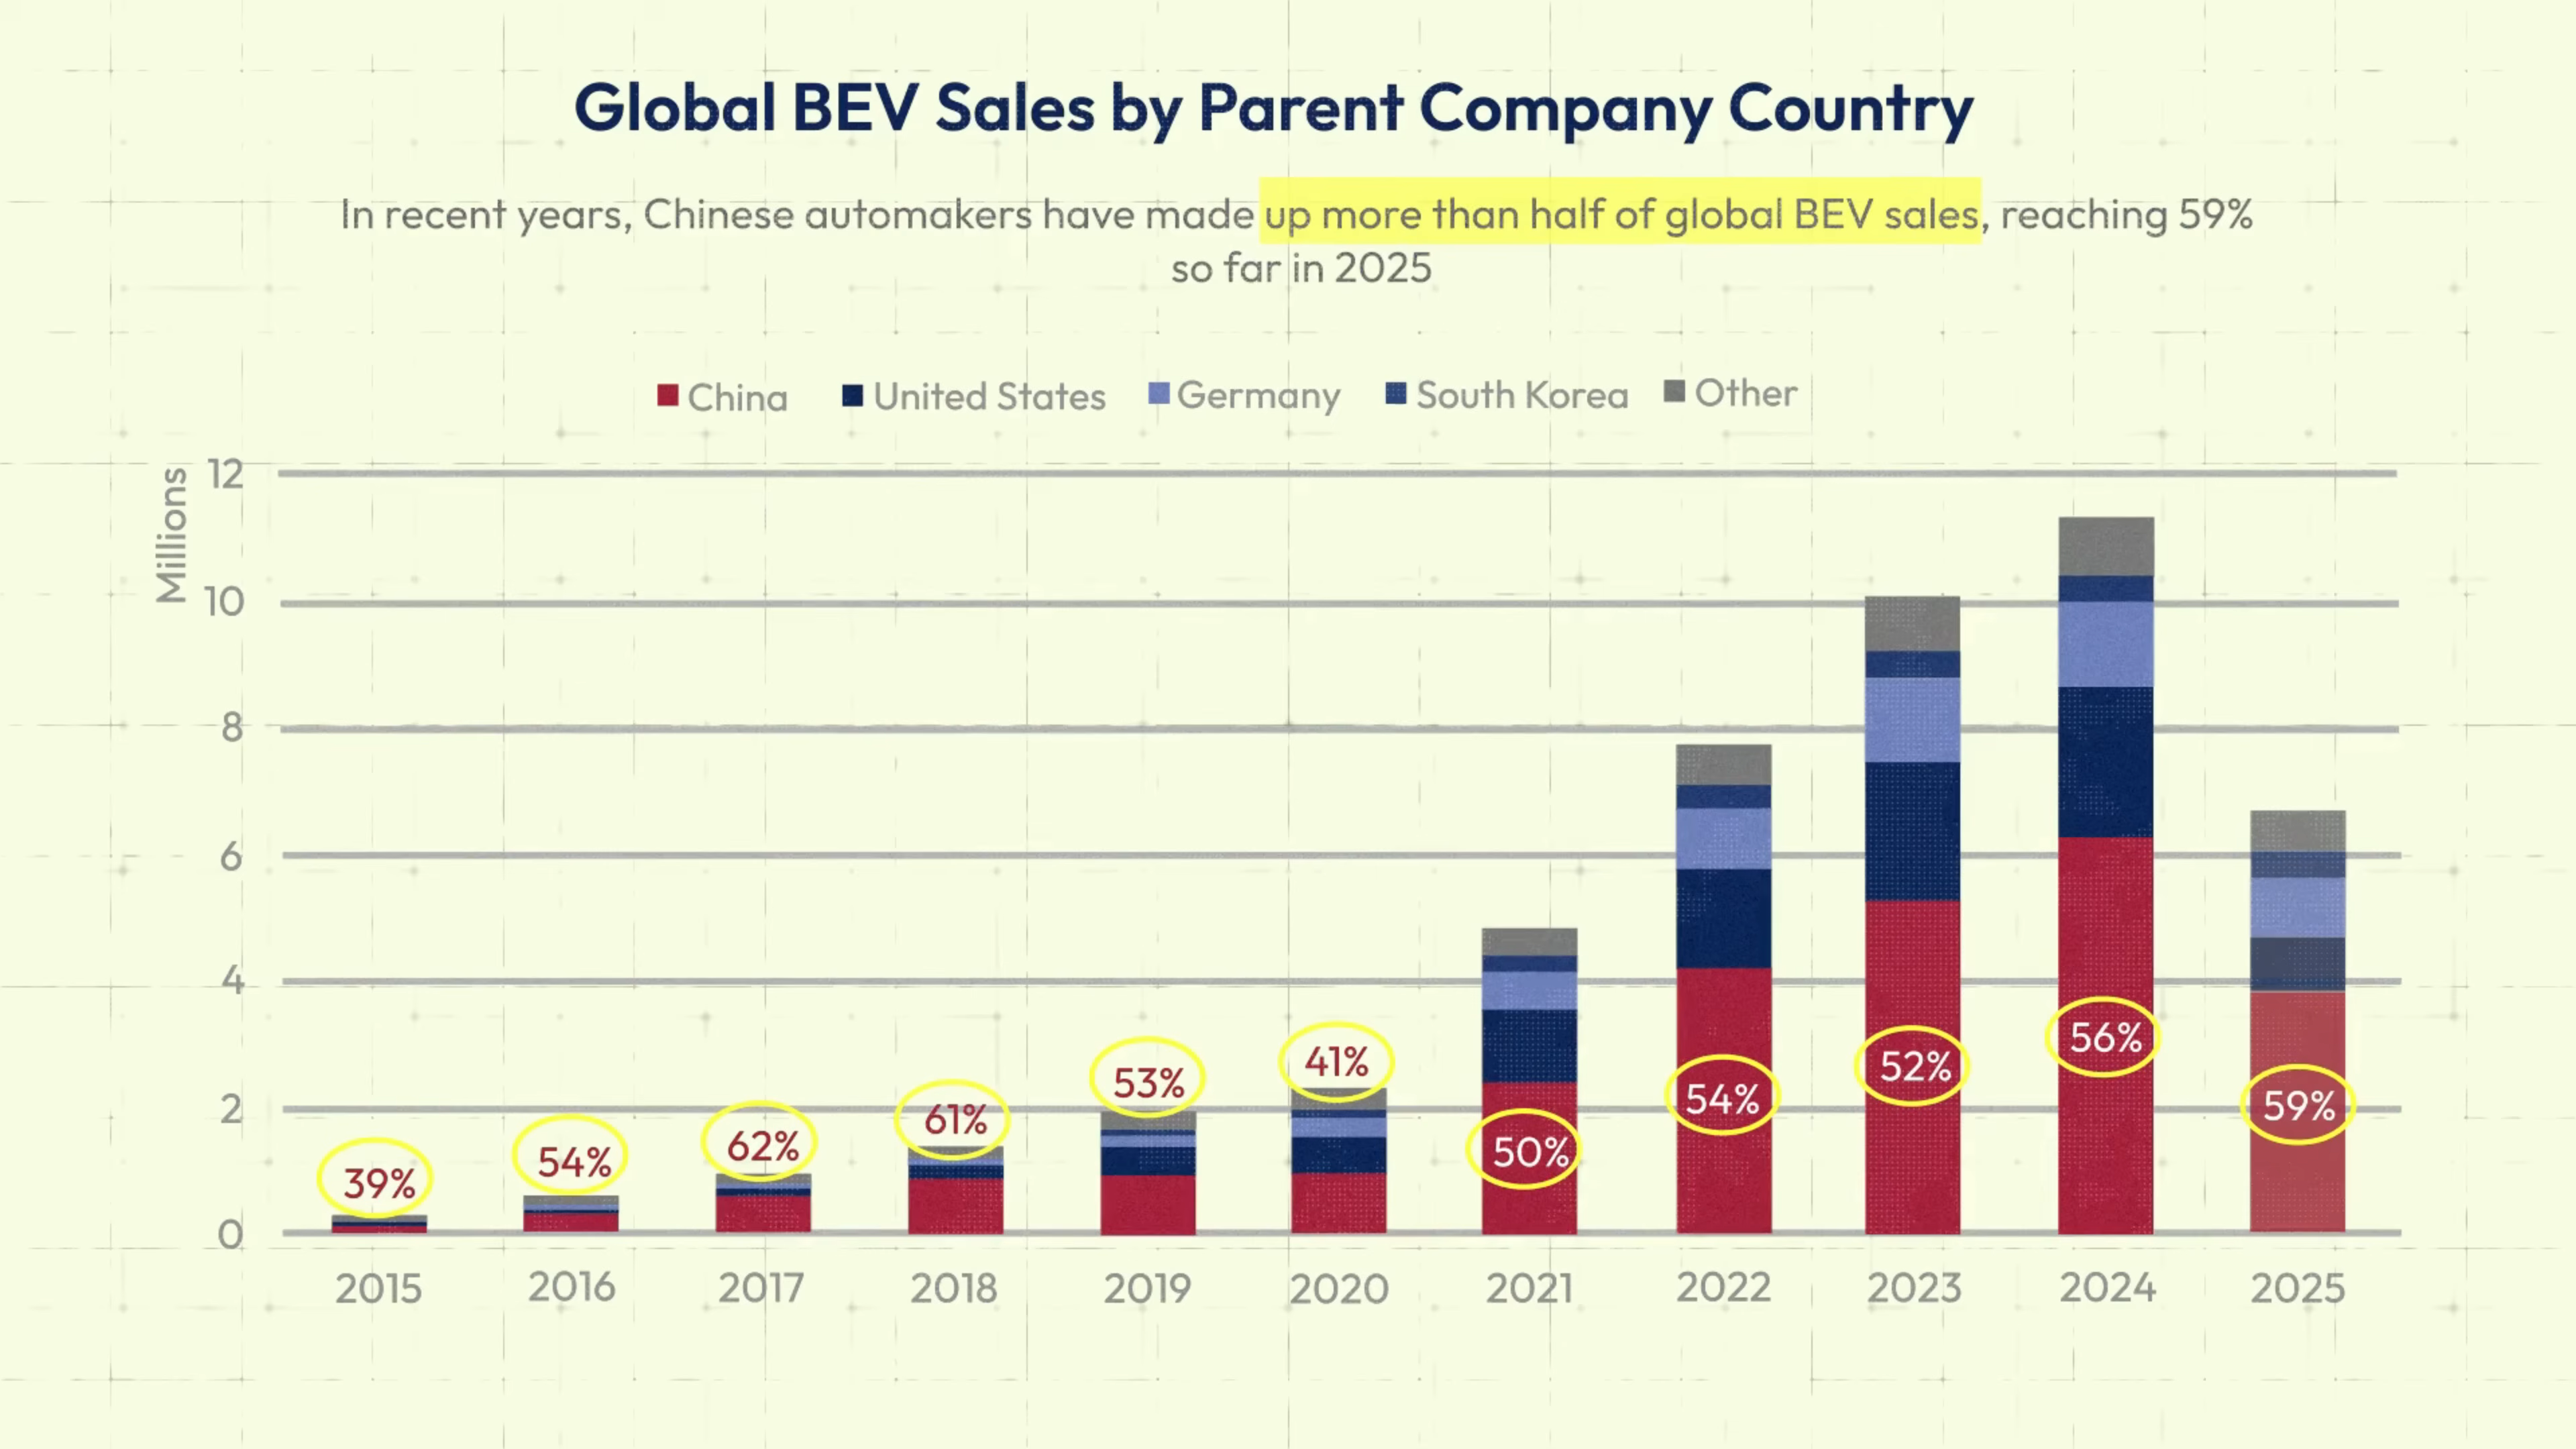 Global BEV Sales by Parent Company Country
In recent years, Chinese automakers have made up more than half of global BEV sales, reaching 59%
so far in 2025
China United States Germany South Korea Other
Millions
12
10
8
6
4
2
0
39% 54% 62% 61% 53% 41% 50% 54% 52% 56% 59%
2015 2016 2017 2018 2019 2020 2021 2022 2023 2024 2025